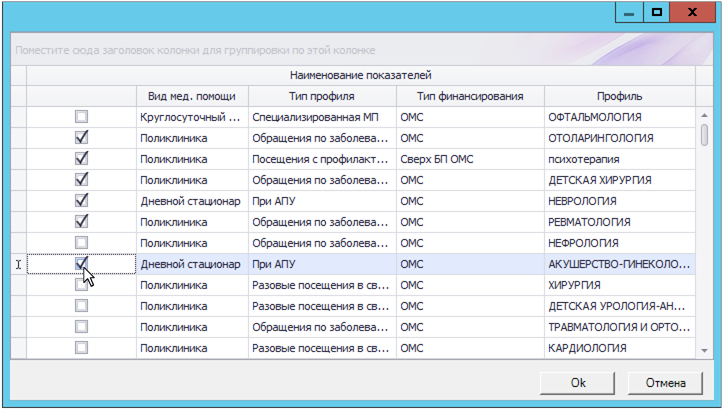 Поместите сюда заголовок колонки для группировки по этой колонке
Наименование показателей
Вид мед. помощи Тип профиля Тип финансирования Профиль
Круглосуточный ... Специализированная МП ОМС ОФТАЛЬМОЛОГИЯ
Поликлиника Обращения по заболева... ОМС ОТОЛАРИНГОЛОГИЯ
Поликлиника Посещения с профилакт... Сверх БП ОМС психотерапия
Поликлиника Обращения по заболева... ОМС ДЕТСКАЯ ХИРУРГИЯ
Дневной стационар При АПУ ОМС НЕВРОЛОГИЯ
Поликлиника Обращения по заболева... ОМС РЕВМАТОЛОГИЯ
Поликлиника Обращения по заболева... ОМС НЕФРОЛОГИЯ
Дневной стационар При АПУ ОМС АКУШЕРСТВО-ГИНЕКОЛО...
Поликлиника Разовые посещения в св... ОМС ХИРУРГИЯ
Поликлиника Разовые посещения в св... ОМС ДЕТСКАЯ УРОЛОГИЯ-АН...
Поликлиника Обращения по заболева... ОМС ТРАВМАТОЛОГИЯ И ОРТО...
Поликлиника Разовые посещения в св... ОМС КАРДИОЛОГИЯ
Ok Отмена